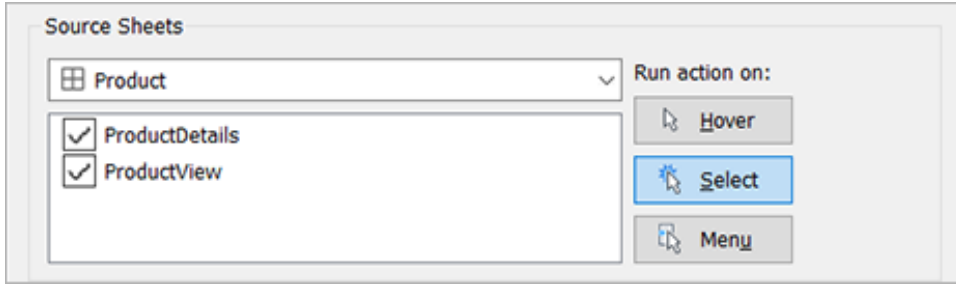 Source Sheets
Product
Run action on:
ProductDetails
ProductView
Hover
Select
Menu